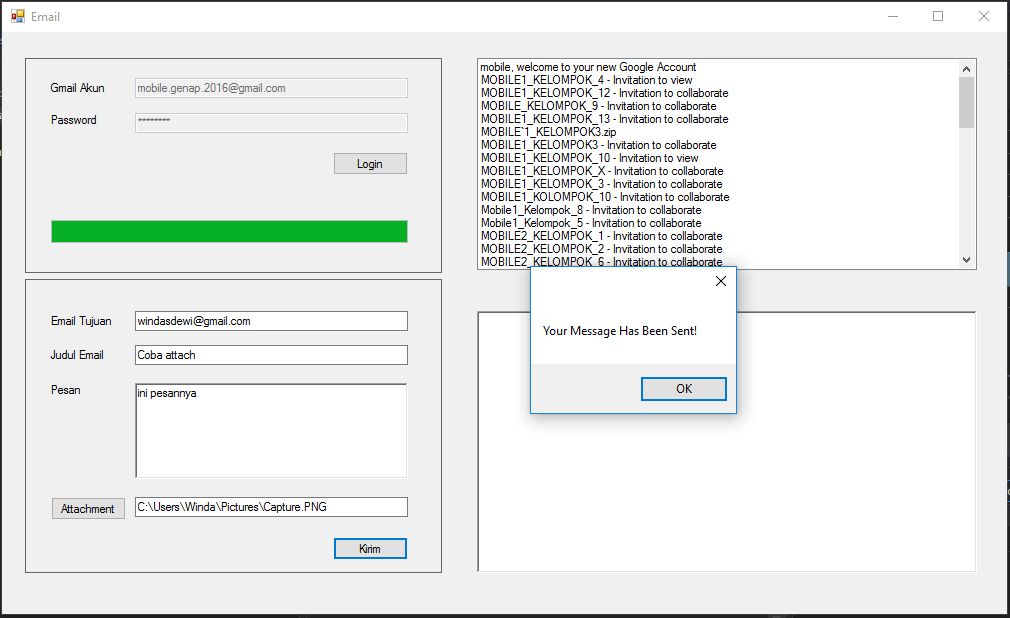 Email
Gmail Akun
mobile.genap.2016@gmail.com
Password
********
Login
Email Tujuan
windasdewi@gmail.com
Judul Email
Coba attach
Pesan
ini pesannya
Attachment
C:\Users\Winda\Pictures\Capture.PNG
Kirim
mobile, welcome to your new Google Account
MOBILE1_KELOMPOK_4 - Invitation to view
MOBILE1_KELOMPOK_12 - Invitation to collaborate
MOBILE_KELOMPOK_9 - Invitation to collaborate
MOBILE1_KELOMPOK_13 - Invitation to collaborate
MOBILE`1_KELOMPOK3.zip
MOBILE1_KELOMPOK3 - Invitation to collaborate
MOBILE1_KELOMPOK_10 - Invitation to view
MOBILE1_KELOMPOK_X - Invitation to collaborate
MOBILE1_KELOMPOK_3 - Invitation to collaborate
MOBILE1_KOLOMPOK_10 - Invitation to collaborate
Mobile1_Kelompok_8 - Invitation to collaborate
Mobile1_Kelompok_5 - Invitation to collaborate
MOBILE2_KELOMPOK_1 - Invitation to collaborate
MOBILE2_KELOMPOK_2 - Invitation to collaborate
MOBILE2_KELOMPOK_6 - Invitation to collaborate
Your Message Has Been Sent!
OK